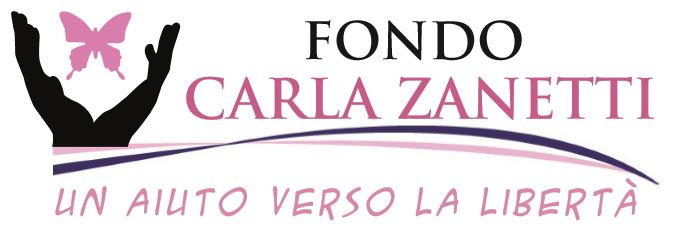 FONDO
CARLA ZANETTI
UN AIUTO VERSO LA LIBERTÀ